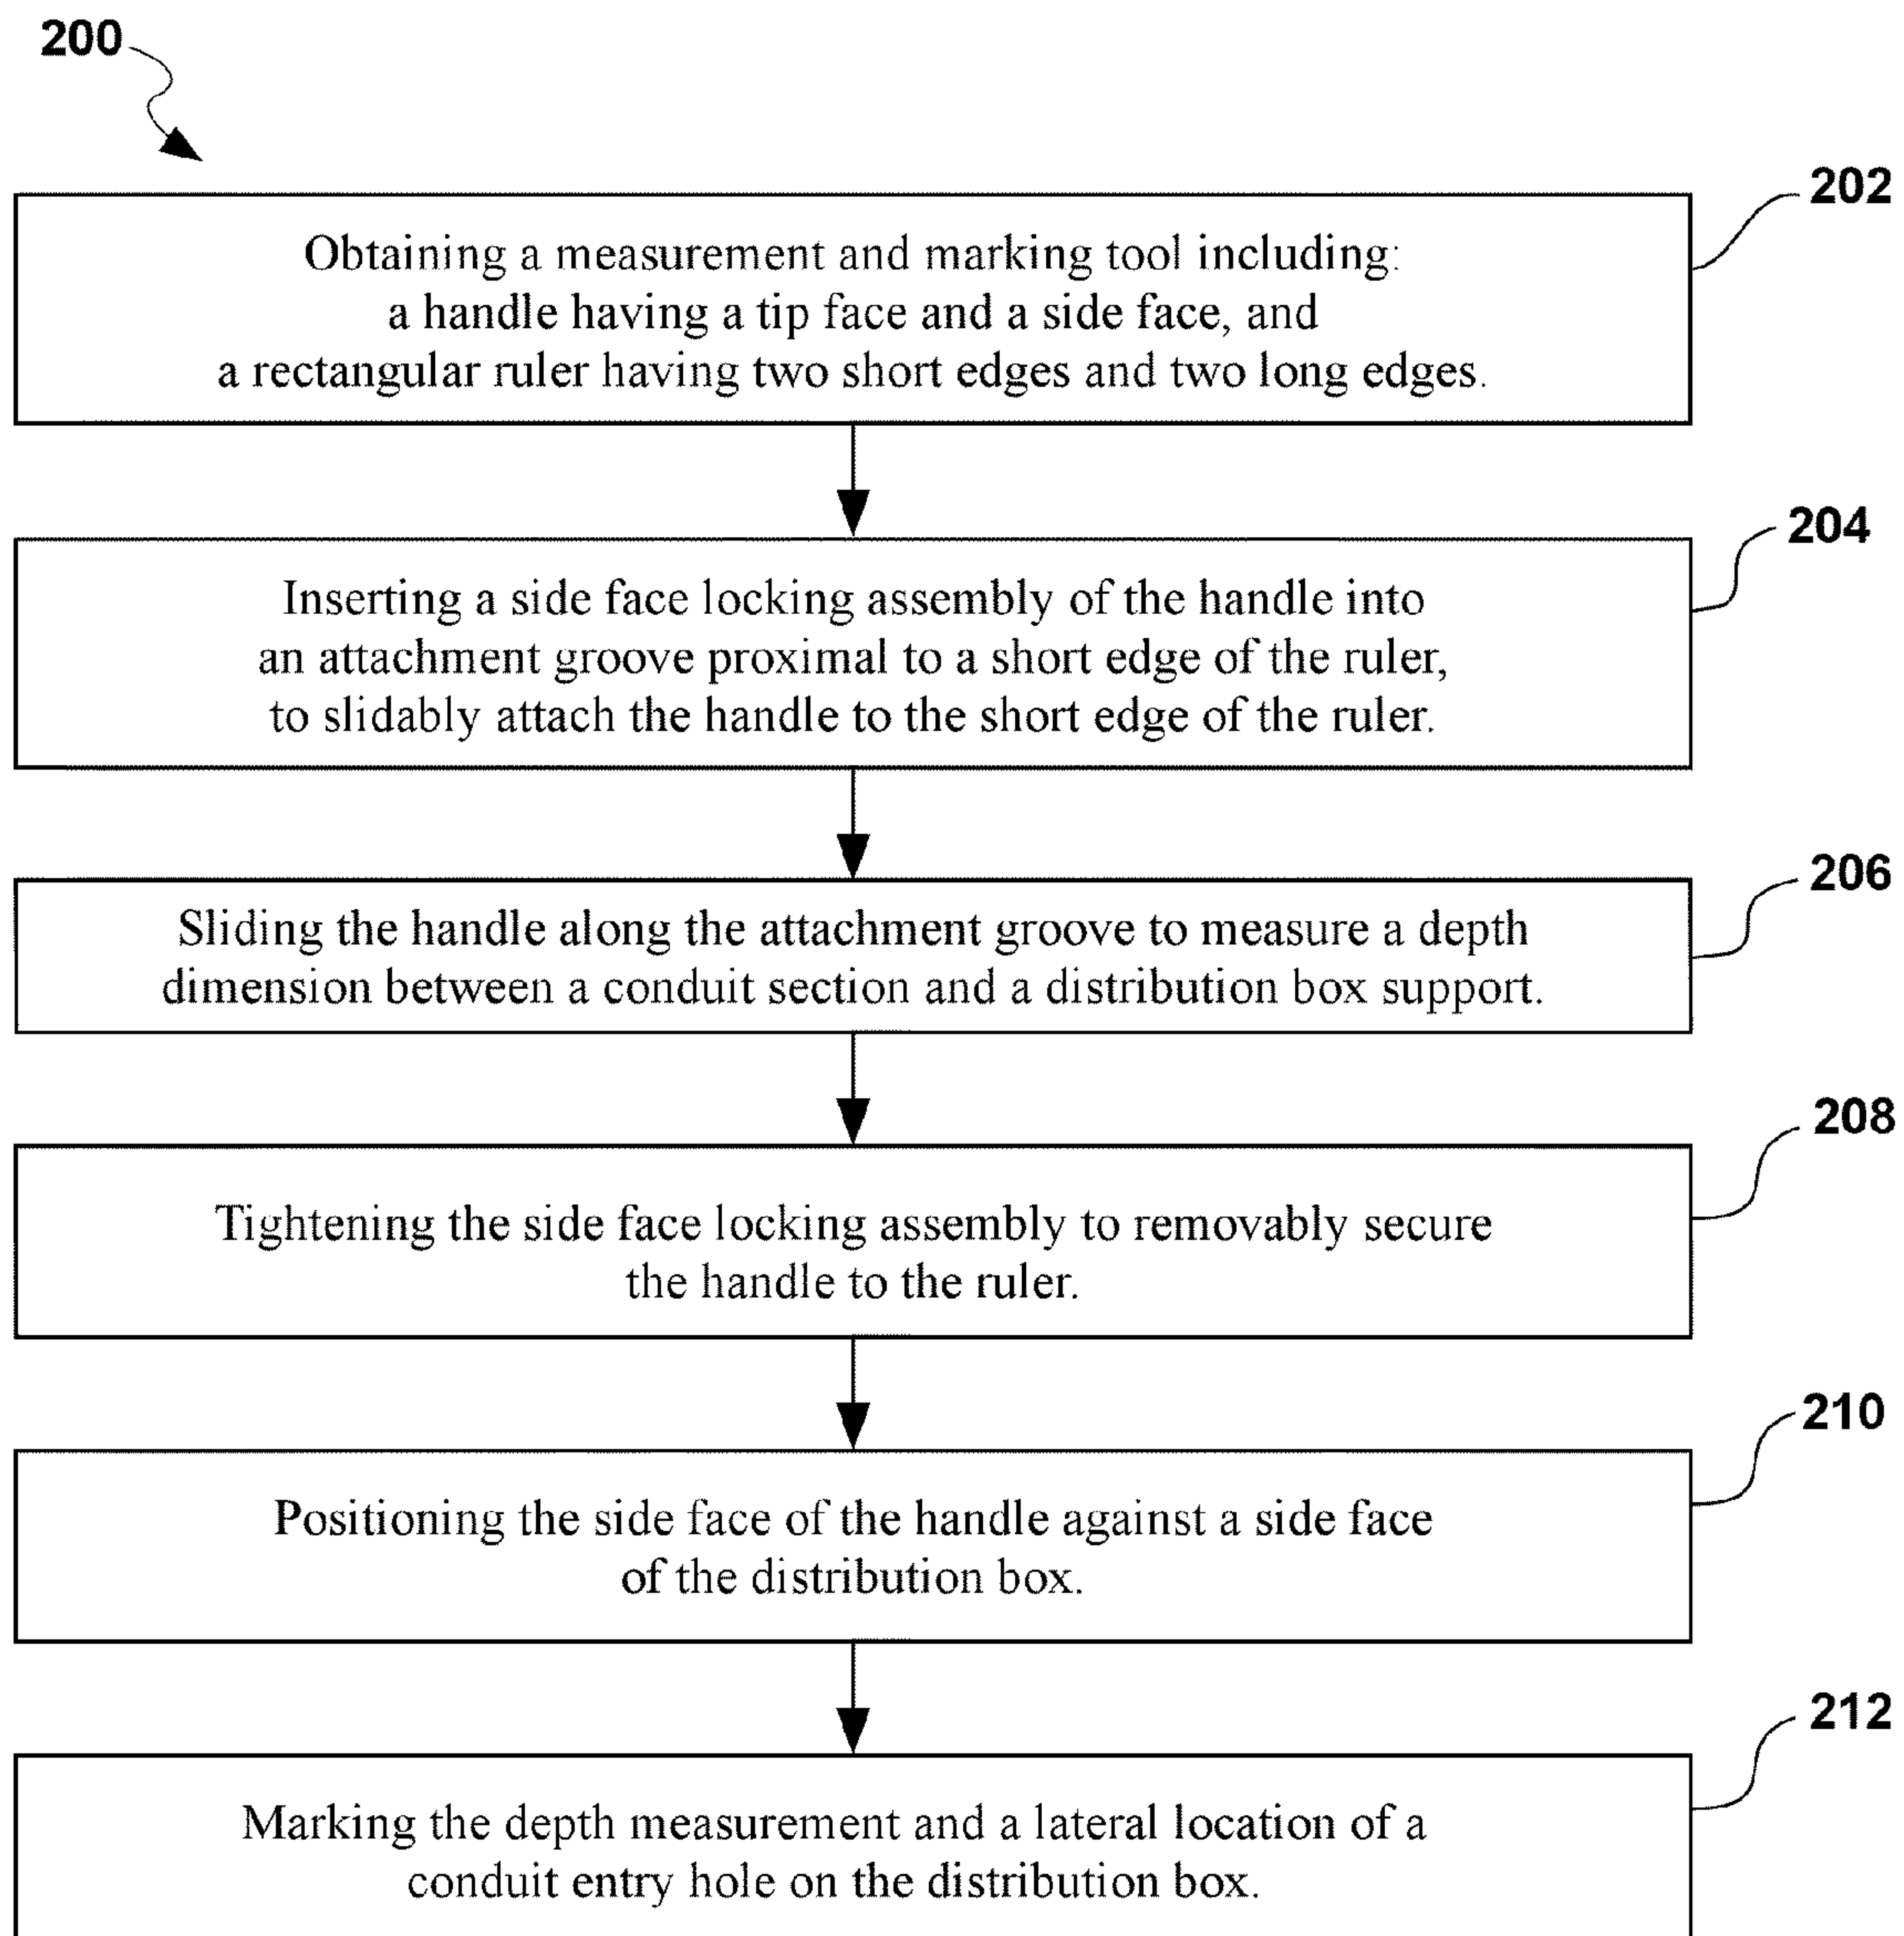 200
202
Obtaining a measurement and marking tool including:
a handle having a tip face and a side face, and
a rectangular ruler having two short edges and two long edges.
204
Inserting a side face locking assembly of the handle into
an attachment groove proximal to a short edge of the ruler,
to slidably attach the handle to the short edge of the ruler.
206
Sliding the handle along the attachment groove to measure a depth
dimension between a conduit section and a distribution box support.
208
Tightening the side face locking assembly to removably secure
the handle to the ruler.
210
Positioning the side face of the handle against a side face
of the distribution box.
212
Marking the depth measurement and a lateral location of a
conduit entry hole on the distribution box.